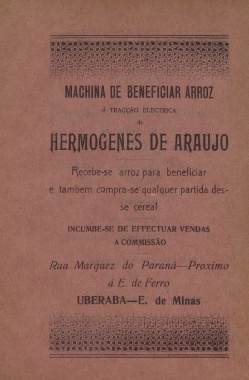 MACHINA DE BENEFICIAR ARROZ
Á TRACÇÃO ELECTRICA
de
HERMOGENES DE ARAUJO
Recebe-se arroz para beneficiar
e tambem compra-se qualquer partida des-
se cereal
INCUMBE-SE DE EFFECTUAR VENDAS
A COMMISSÃO
Rua Marquez do Paraná—Proximo
á E. de Ferro
UBERABA—E. de Minas